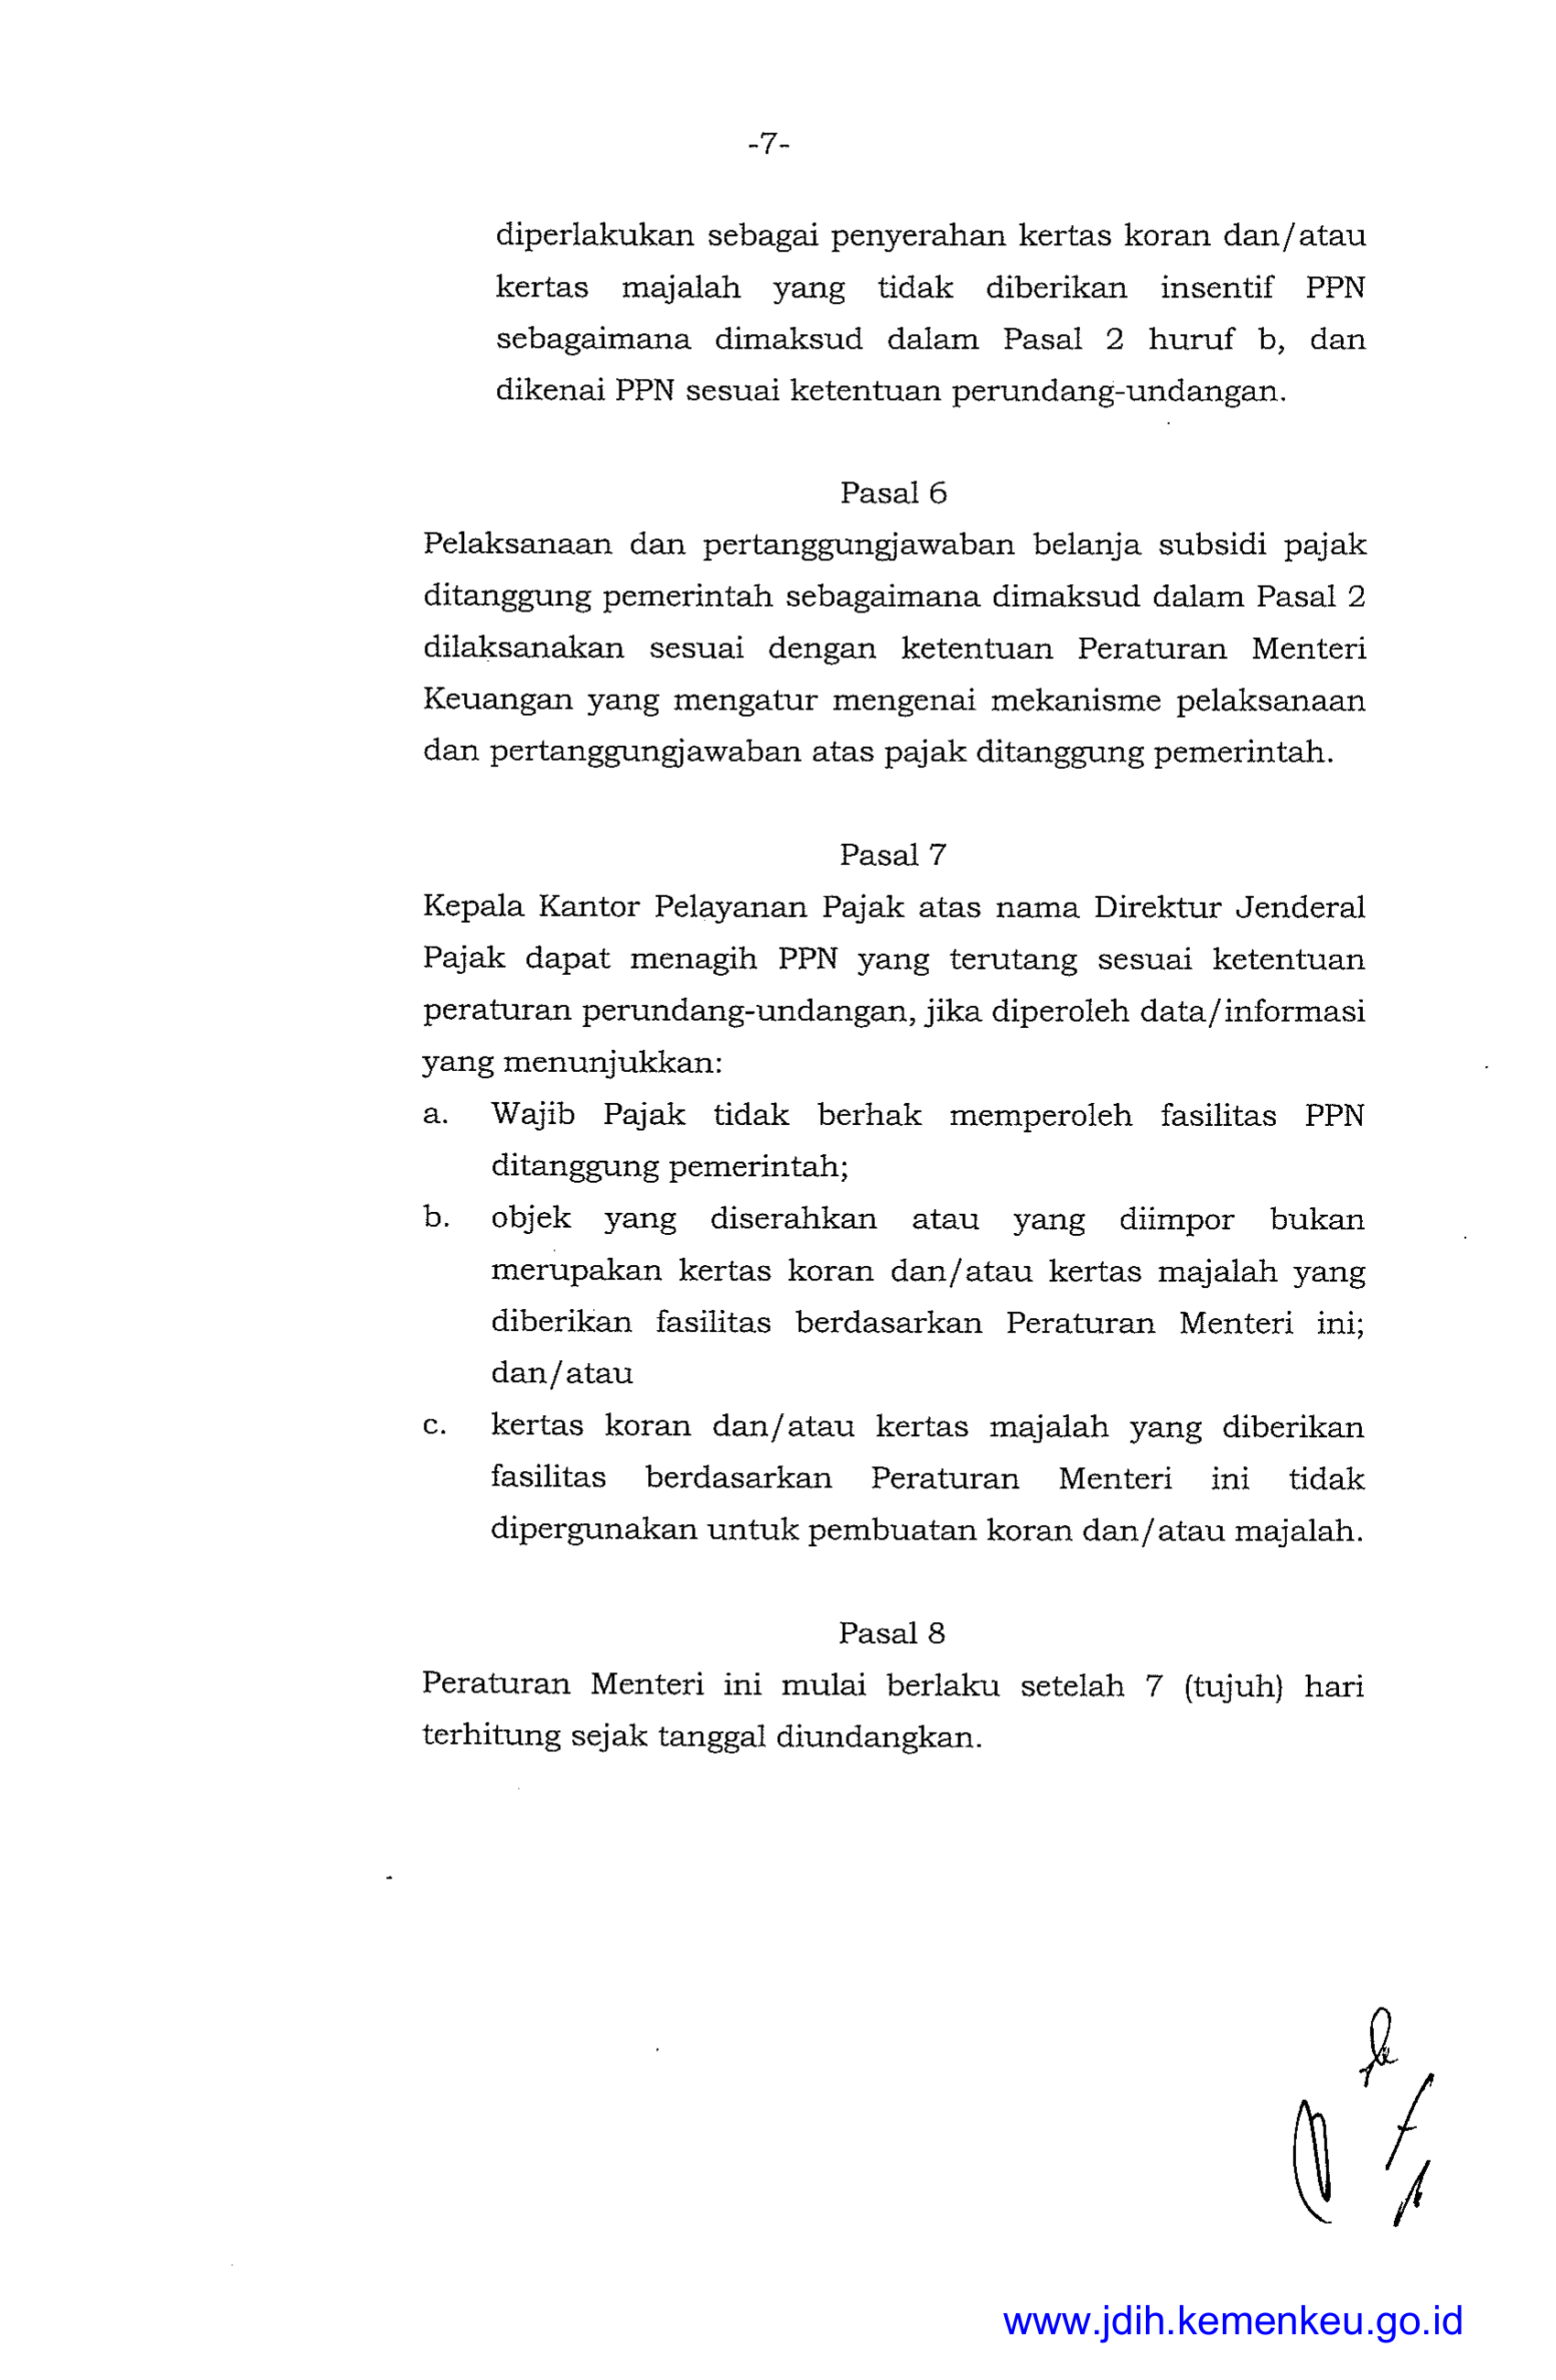 -7-
diperlakukan sebagai penyerahan kertas koran dan/atau
kertas majalah yang tidak diberikan insentif PPN
sebagaimana dimaksud dalam Pasal 2 huruf b, dan
dikenai PPN sesuai ketentuan perundang-undangan.
Pasal 6
Pelaksanaan dan pertanggungjawaban belanja subsidi pajak
ditanggung pemerintah sebagaimana dimaksud dalam Pasal 2
dilaksanakan sesuai dengan ketentuan Peraturan Menteri
Keuangan yang mengatur mengenai mekanisme pelaksanaan
dan pertanggungjawaban atas pajak ditanggung pemerintah.
Pasal 7
Kepala Kantor Pelayanan Pajak atas nama Direktur Jenderal
Pajak dapat menagih PPN yang terutang sesuai ketentuan
peraturan perundang-undangan, jika diperoleh data/informasi
yang menunjukkan:
a. Wajib Pajak tidak berhak memperoleh fasilitas PPN
ditanggung pemerintah;
b. objek yang diserahkan atau yang diimpor bukan
merupakan kertas koran dan/atau kertas majalah yang
diberikan fasilitas berdasarkan Peraturan Menteri ini;
dan/atau
c. kertas koran dan/atau kertas majalah yang diberikan
fasilitas berdasarkan Peraturan Menteri ini tidak
dipergunakan untuk pembuatan koran dan/atau majalah.
Pasal 8
Peraturan Menteri ini mulai berlaku setelah 7 (tujuh) hari
terhitung sejak tanggal diundangkan.
www.jdih.kemenkeu.go.id